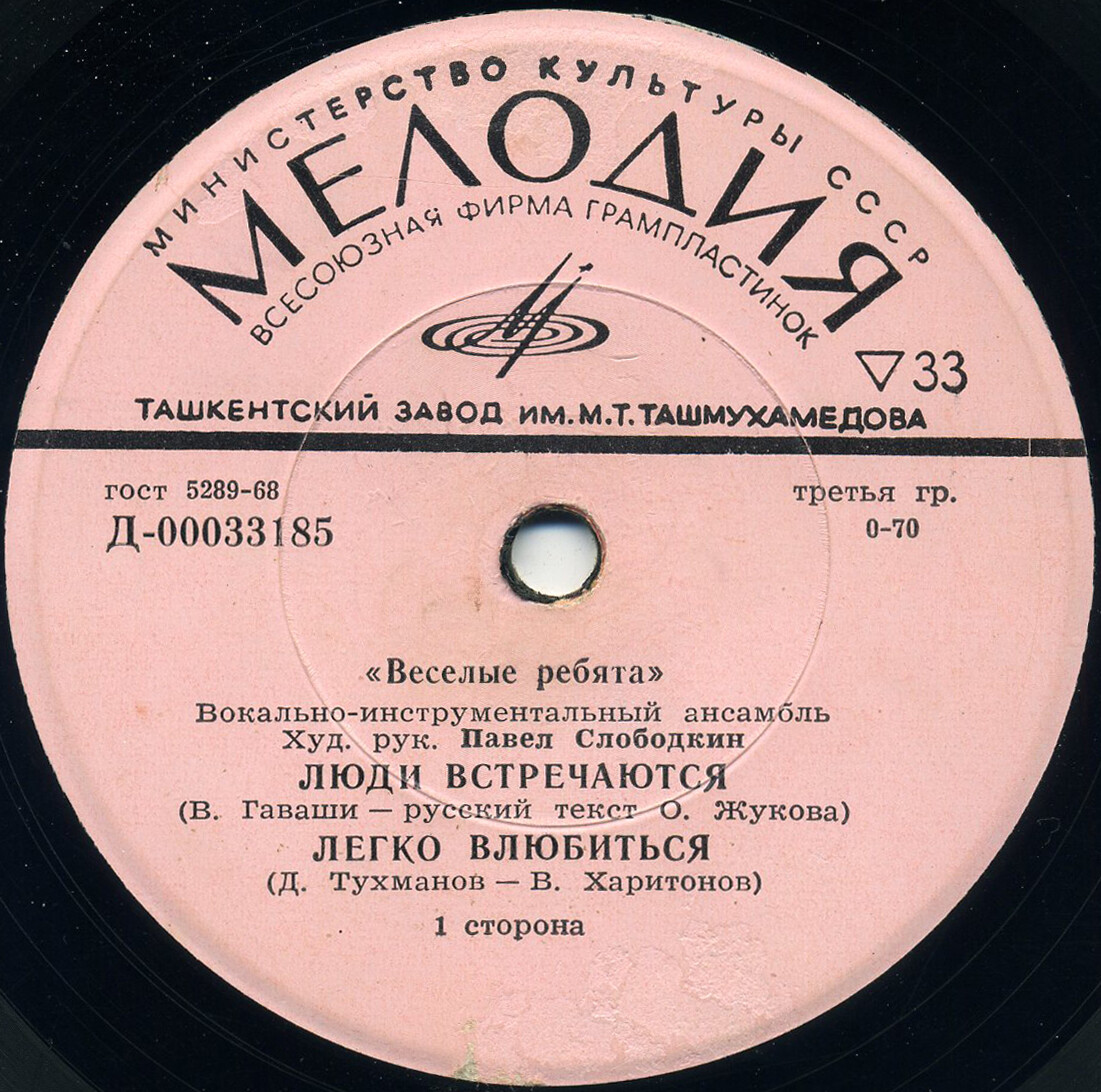 МИНИСТЕРСТВО КУЛЬТУРЫ СССР
МЕЛОДИЯ
ВСЕСОЮЗНАЯ ФИРМА ГРАМПЛАСТИНОК
33
ТАШКЕНТСКИЙ ЗАВОД ИМ. М.Т. ТАШМУХАМЕДОВА
гост 5289-68
третья гр.
Д-00033185
0-70
«Веселые ребята»
Вокально-инструментальный ансамбль
Худ. рук. Павел Слободкин
ЛЮДИ ВСТРЕЧАЮТСЯ
(В. Гаваши — русский текст О. Жукова)
ЛЕГКО ВЛЮБИТЬСЯ
(Д. Тухманов — В. Харитонов)
1 сторона